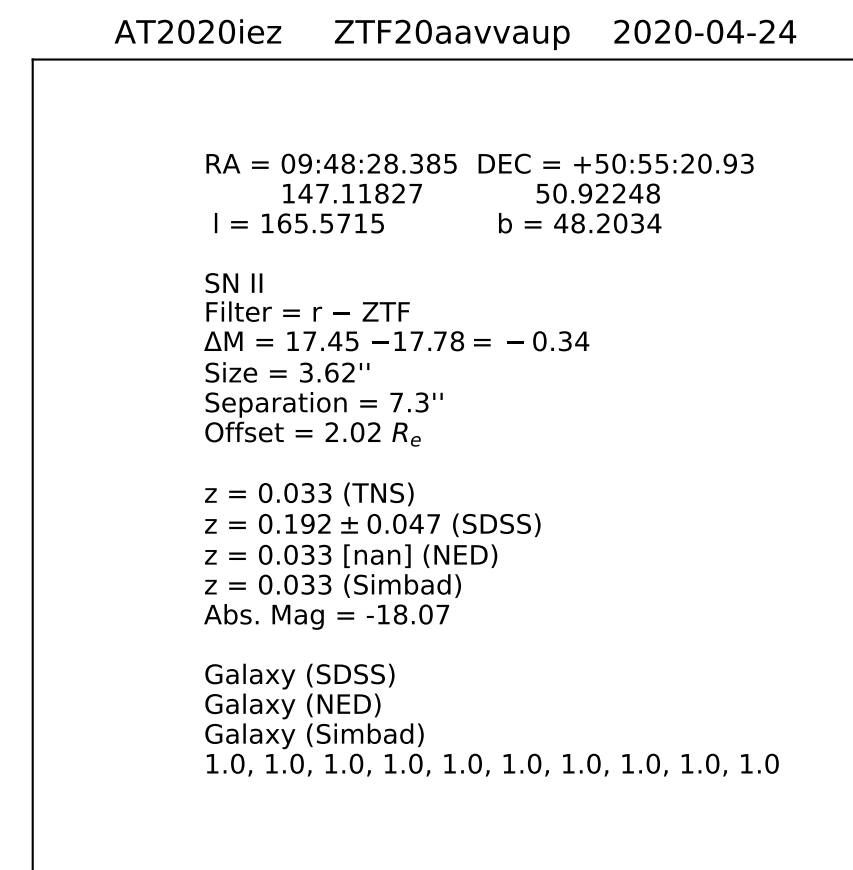 AT2020iez ZTF20aavvaup 2020-04-24
RA = 09:48:28.385 DEC = +50:55:20.93
147.11827 50.92248
l = 165.5715 b = 48.2034
SN II
Filter = r − ZTF
ΔM = 17.45 −17.78 = − 0.34
Size = 3.62''
Separation = 7.3''
Offset = 2.02 Rₑ
z = 0.033 (TNS)
z = 0.192 ± 0.047 (SDSS)
z = 0.033 [nan] (NED)
z = 0.033 (Simbad)
Abs. Mag = -18.07
Galaxy (SDSS)
Galaxy (NED)
Galaxy (Simbad)
1.0, 1.0, 1.0, 1.0, 1.0, 1.0, 1.0, 1.0, 1.0, 1.0